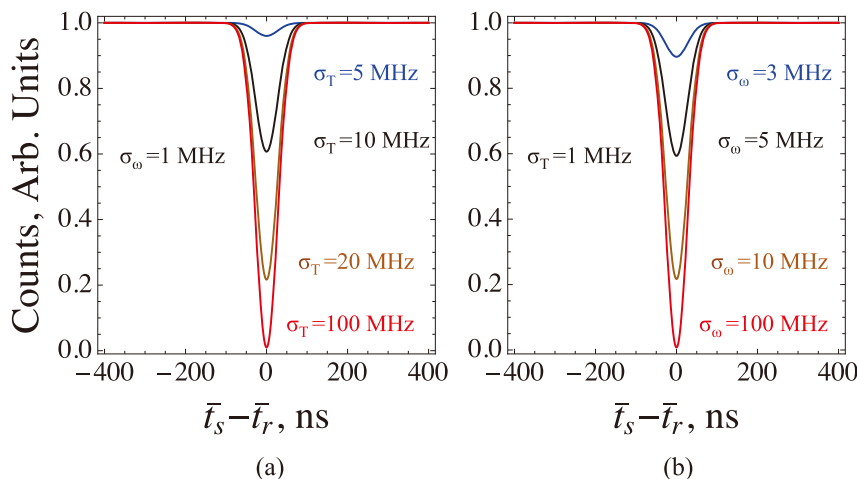 Counts, Arb. Units
1.0
0.8
0.6
0.4
0.2
0.0
σT=5 MHz
σT=10 MHz
σω=1 MHz
σT=20 MHz
σT=100 MHz
−400 −200 0 200 400
t̄s−t̄r, ns
(a)
1.0
0.8
0.6
0.4
0.2
0.0
σω=3 MHz
σω=5 MHz
σT=1 MHz
σω=10 MHz
σω=100 MHz
−400 −200 0 200 400
t̄s−t̄r, ns
(b)